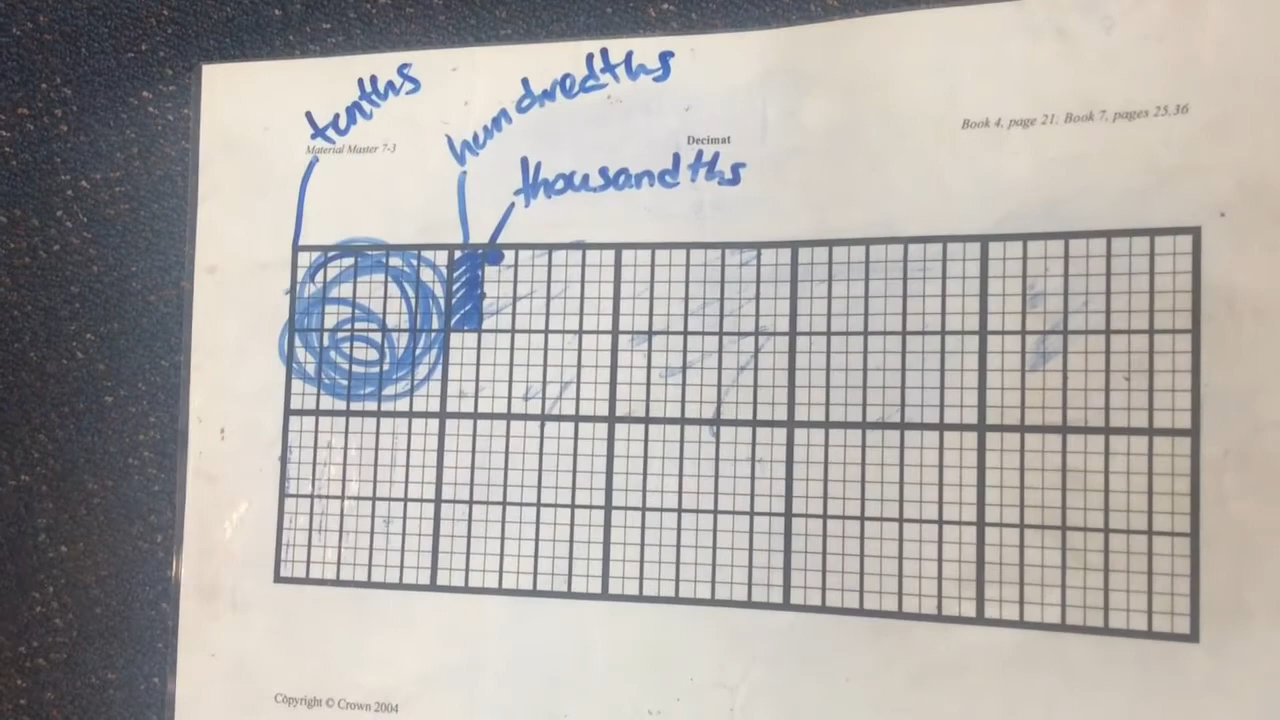 tenths
hundredths
thousandths
Material Master 7-3
Decimat
Book 4, page 21. Book 7, pages 25,36
Copyright © Crown 2004